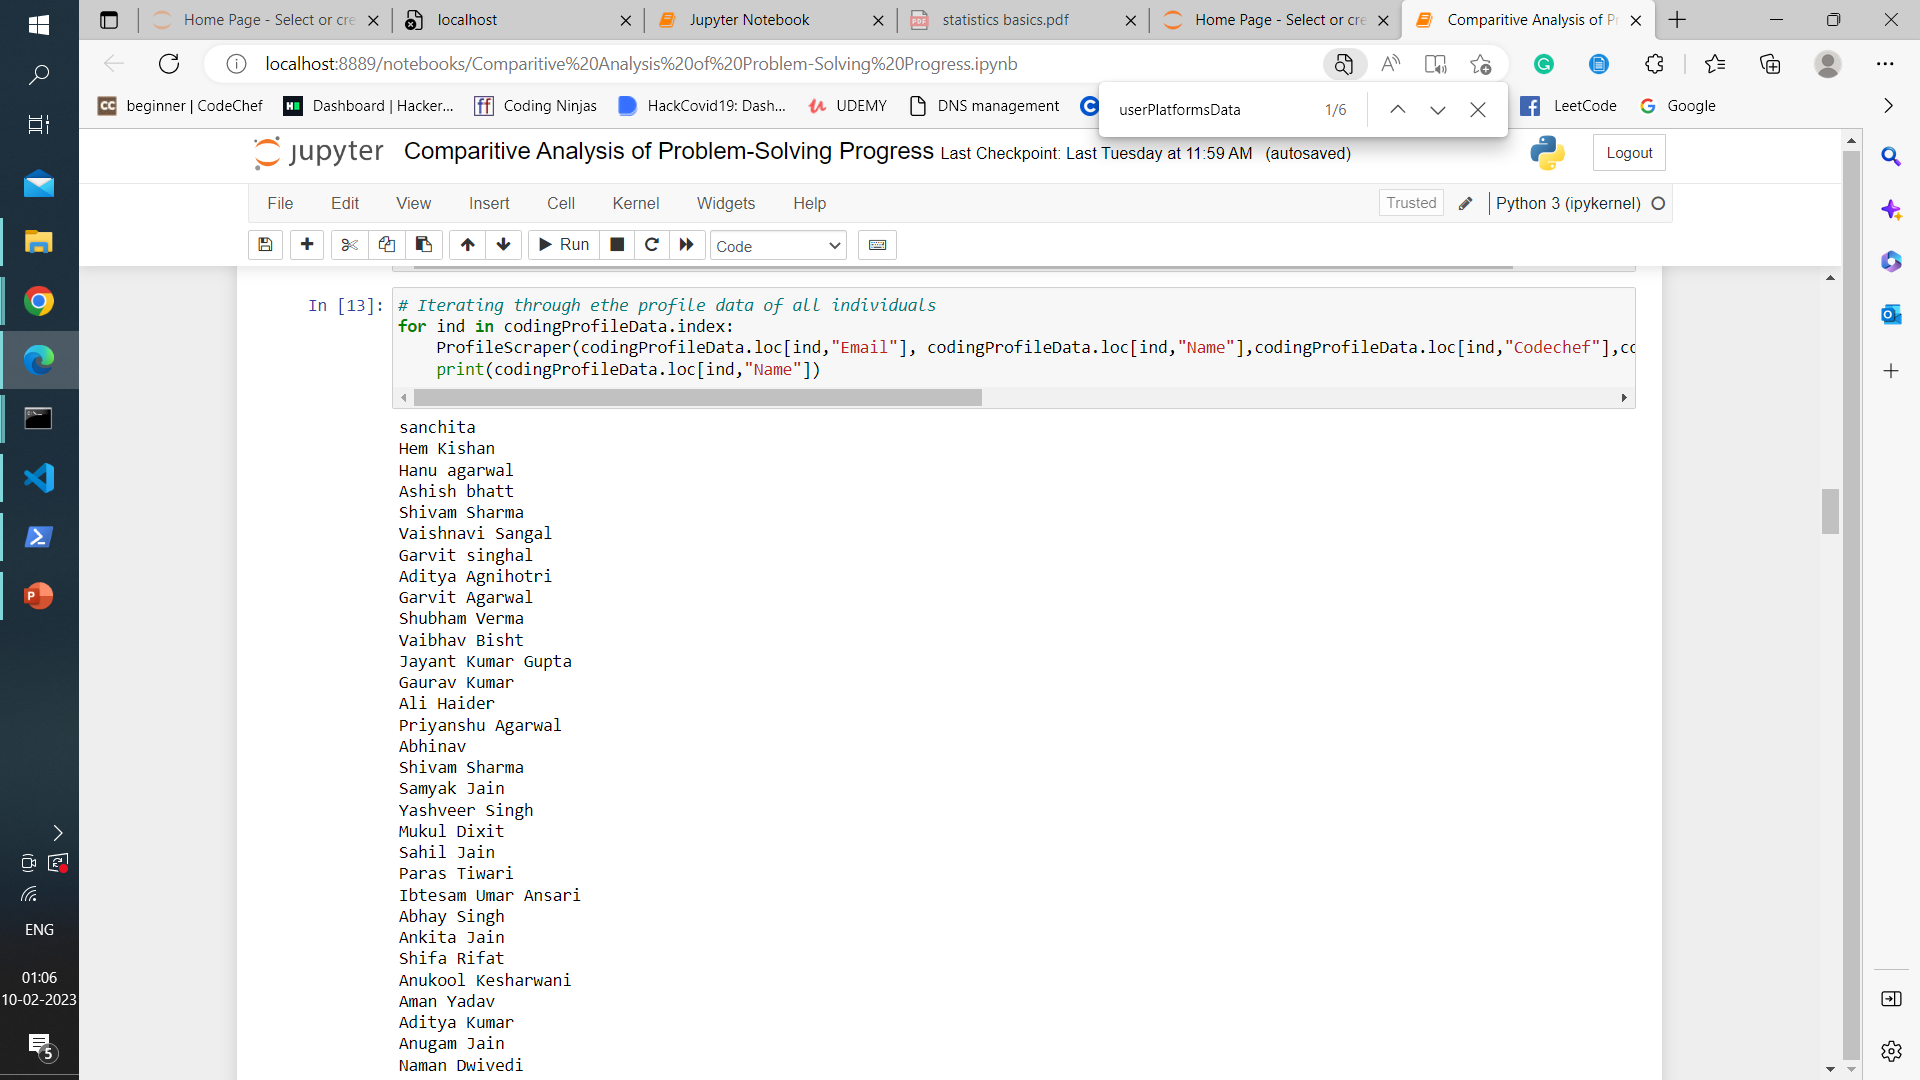 Home Page - Select or cre
localhost
Jupyter Notebook
statistics basics.pdf
Home Page - Select or cre
Comparitive Analysis of Pr
localhost:8889/notebooks/Comparitive%20Analysis%20of%20Problem-Solving%20Progress.ipynb
beginner | CodeChef
Dashboard | Hacker...
Coding Ninjas
HackCovid19: Dash...
UDEMY
DNS management
LeetCode
Google
userPlatformsData 1/6
jupyter Comparitive Analysis of Problem-Solving Progress Last Checkpoint: Last Tuesday at 11:59 AM (autosaved)
Logout
File Edit View Insert Cell Kernel Widgets Help
Trusted
Python 3 (ipykernel)
Run
Code
In [13]:
# Iterating through ethe profile data of all individuals
for ind in codingProfileData.index:
ProfileScraper(codingProfileData.loc[ind,"Email"], codingProfileData.loc[ind,"Name"],codingProfileData.loc[ind,"Codechef"],co
print(codingProfileData.loc[ind,"Name"])
sanchita
Hem Kishan
Hanu agarwal
Ashish bhatt
Shivam Sharma
Vaishnavi Sangal
Garvit singhal
Aditya Agnihotri
Garvit Agarwal
Shubham Verma
Vaibhav Bisht
Jayant Kumar Gupta
Gaurav Kumar
Ali Haider
Priyanshu Agarwal
Abhinav
Shivam Sharma
Samyak Jain
Yashveer Singh
Mukul Dixit
Sahil Jain
Paras Tiwari
Ibtesam Umar Ansari
Abhay Singh
Ankita Jain
Shifa Rifat
Anukool Kesharwani
Aman Yadav
Aditya Kumar
Anugam Jain
Naman Dwivedi
ENG
01:06
10-02-2023
5